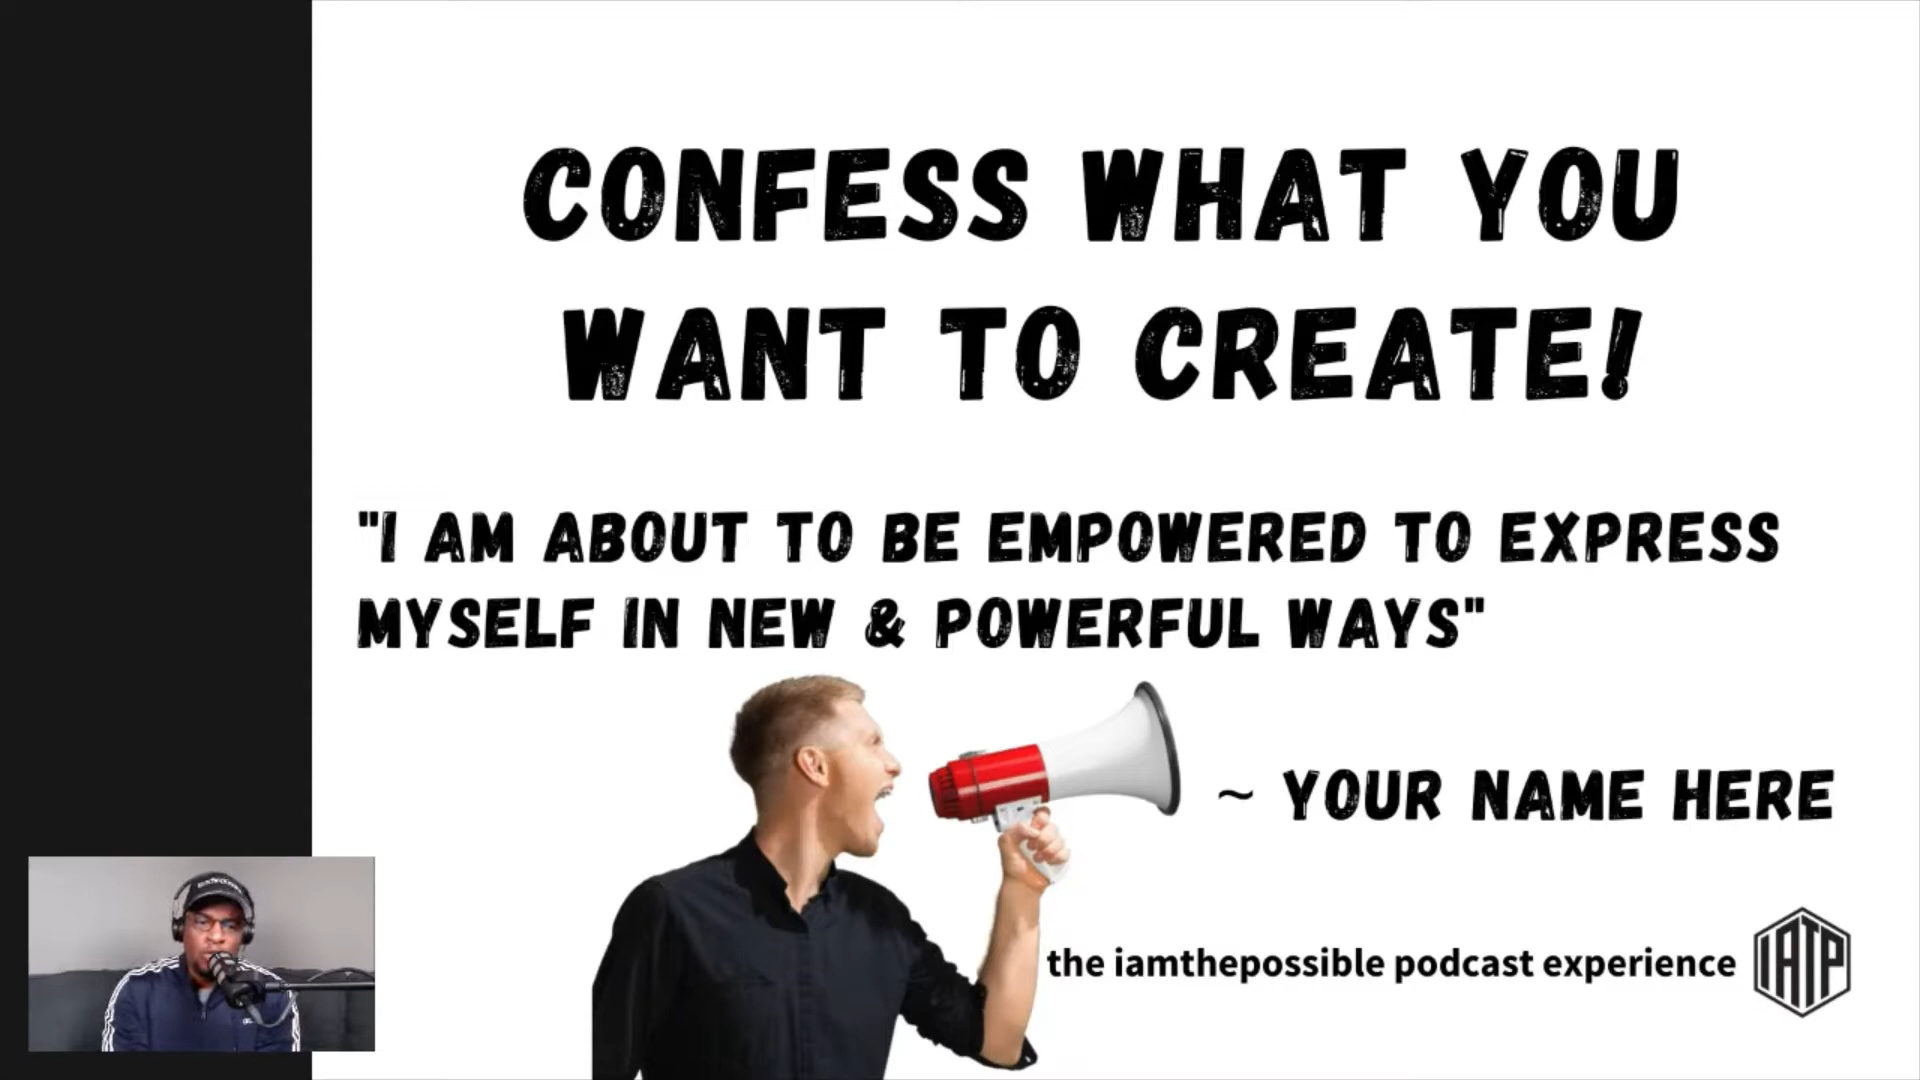 CONFESS WHAT YOU
WANT TO CREATE!
"I AM ABOUT TO BE EMPOWERED TO EXPRESS
MYSELF IN NEW & POWERFUL WAYS"
~ YOUR NAME HERE
the iamthepossible podcast experience
IATP